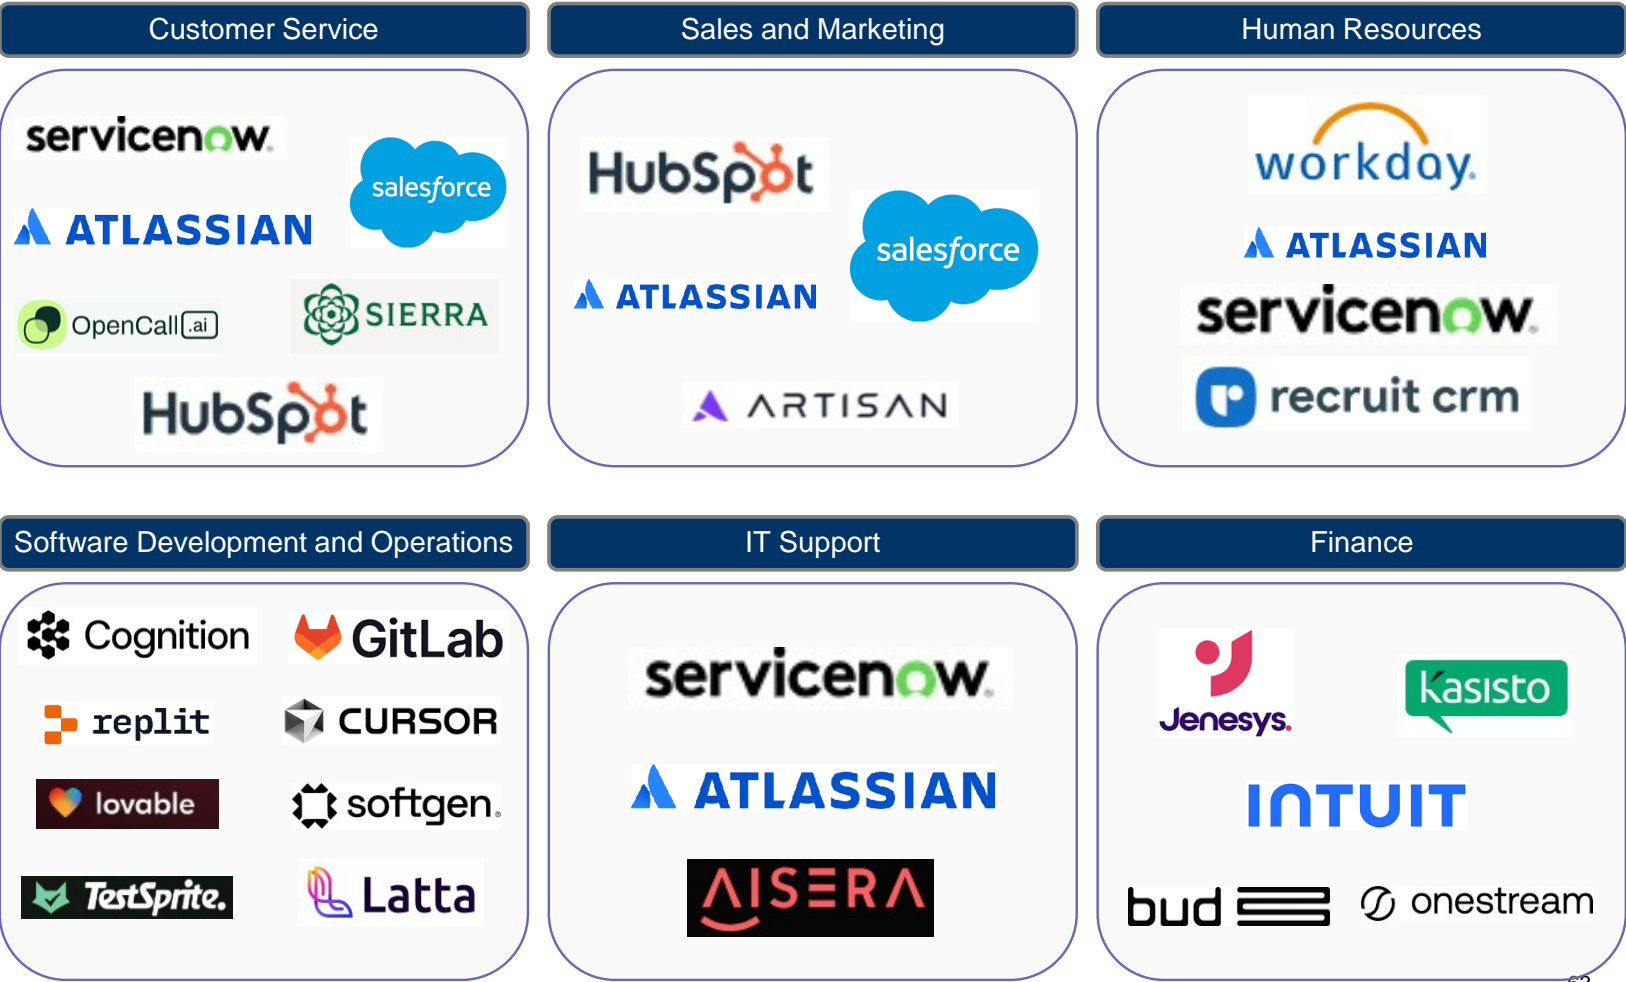 Customer Service
servicenow.
salesforce
ATLASSIAN
OpenCall.ai
SIERRA
HubSpot
Sales and Marketing
HubSpot
salesforce
ATLASSIAN
ARTISAN
Human Resources
workday.
ATLASSIAN
servicenow.
recruit crm
Software Development and Operations
Cognition
GitLab
replit
CURSOR
lovable
softgen.
TestSprite.
Latta
IT Support
servicenow.
ATLASSIAN
AISERA
Finance
Jenesys.
Kasisto
INTUIT
bud
onestream